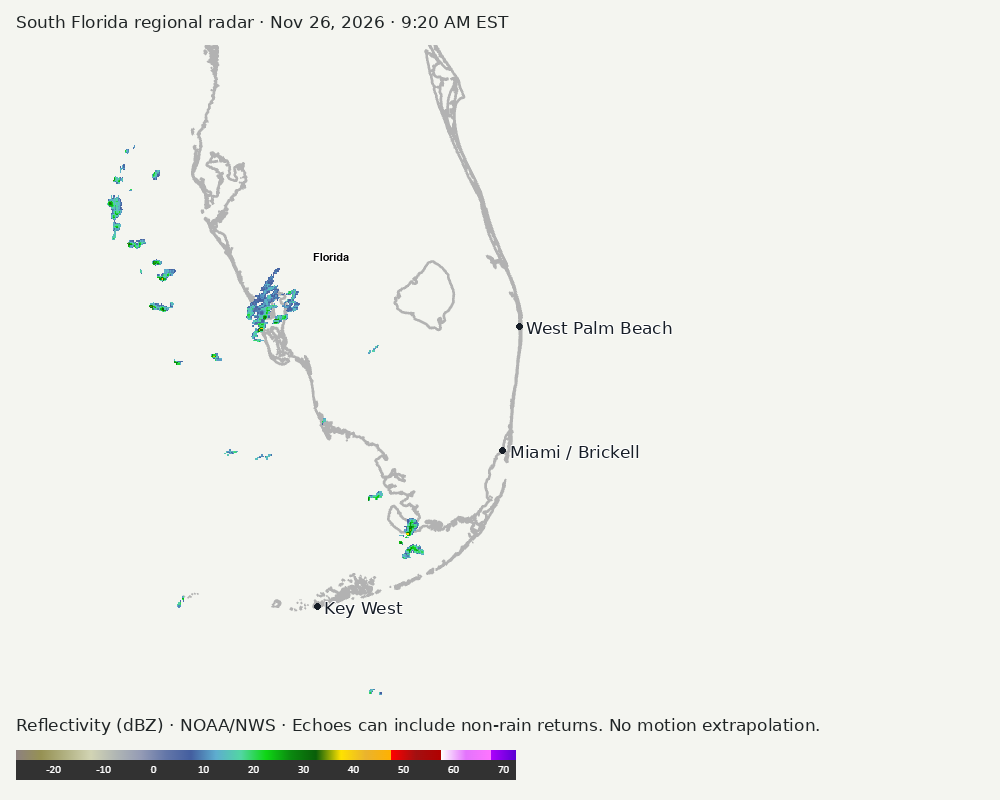 South Florida regional radar · Nov 26, 2026 · 9:20 AM EST
Florida
West Palm Beach
Miami / Brickell
Key West
Reflectivity (dBZ) · NOAA/NWS · Echoes can include non-rain returns. No motion extrapolation.
-20 -10 0 10 20 30 40 50 60 70